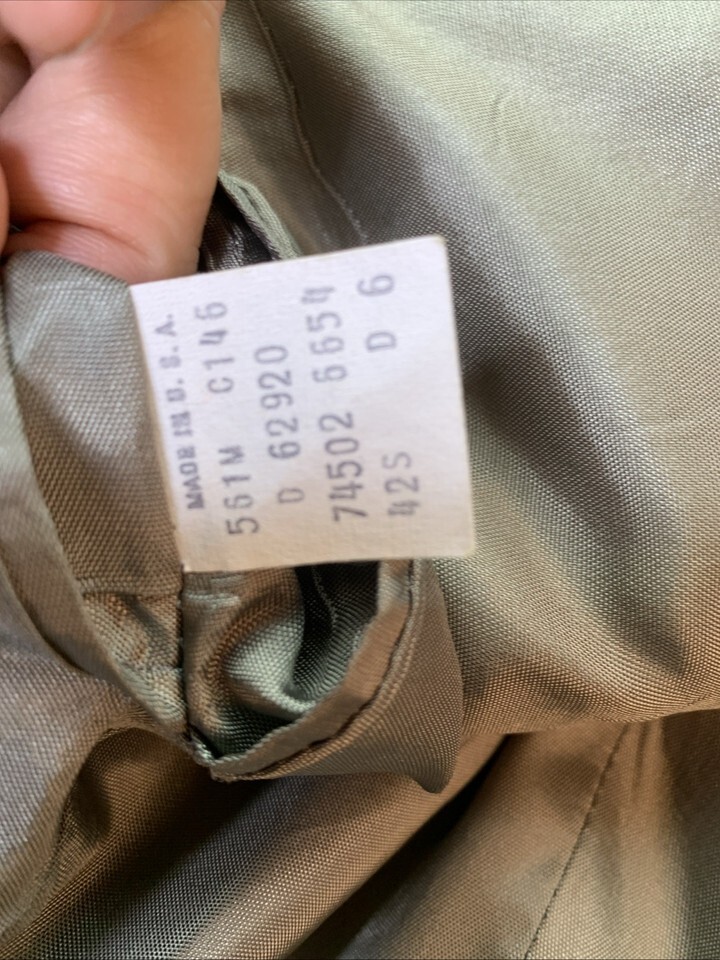 MADE IN U.S.A.
561M C146
D 62920
74502 6654
42S D 6